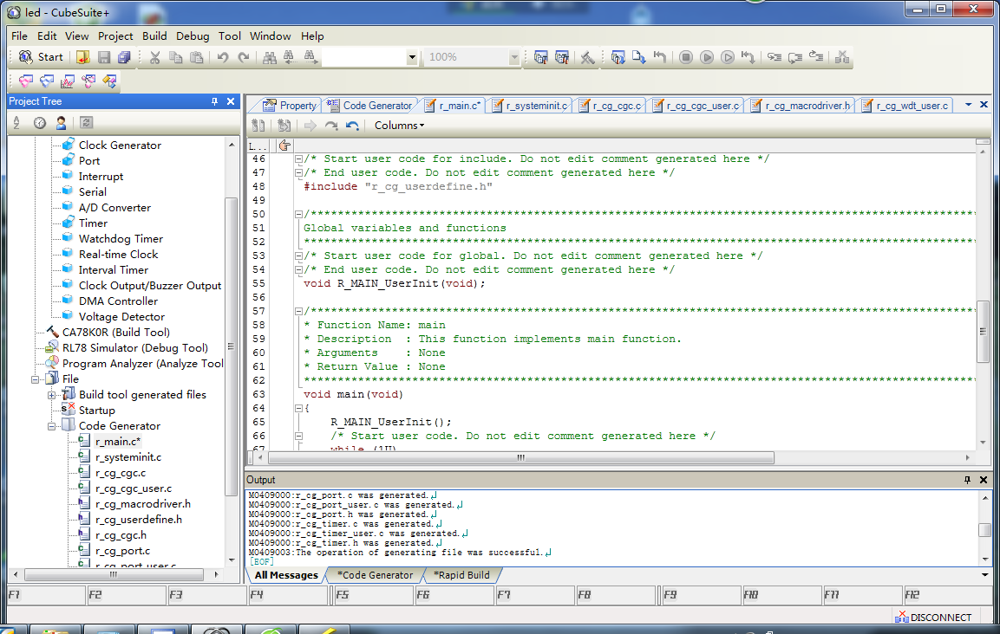 led - CubeSuite+
File Edit View Project Build Debug Tool Window Help
Start
100%
Project Tree
Clock Generator
Port
Interrupt
Serial
A/D Converter
Timer
Watchdog Timer
Real-time Clock
Interval Timer
Clock Output/Buzzer Output
DMA Controller
Voltage Detector
CA78K0R (Build Tool)
RL78 Simulator (Debug Tool)
Program Analyzer (Analyze Tool
File
Build tool generated files
Startup
Code Generator
r_main.c*
r_systeminit.c
r_cg_cgc.c
r_cg_cgc_user.c
r_cg_macrodriver.h
r_cg_userdefine.h
r_cg_cgc.h
r_cg_port.c
r_cg_port_user.c
Property Code Generator r_main.c* r_systeminit.c r_cg_cgc.c r_cg_cgc_user.c r_cg_macrodriver.h r_cg_wdt_user.c
Columns
L...
46 /* Start user code for include. Do not edit comment generated here */
47 /* End user code. Do not edit comment generated here */
48 #include "r_cg_userdefine.h"
49
50 /***************************************************************************************************
51 Global variables and functions
52 ****************************************************************************************************
53 /* Start user code for global. Do not edit comment generated here */
54 /* End user code. Do not edit comment generated here */
55 void R_MAIN_UserInit(void);
56
57 /***************************************************************************************************
58 * Function Name: main
59 * Description  : This function implements main function.
60 * Arguments    : None
61 * Return Value : None
62 ****************************************************************************************************
63 void main(void)
64 {
65 R_MAIN_UserInit();
66 /* Start user code. Do not edit comment generated here */
67 while (1U)
Output
M0409000:r_cg_port.c was generated.
M0409000:r_cg_port_user.c was generated.
M0409000:r_cg_port.h was generated.
M0409000:r_cg_timer.c was generated.
M0409000:r_cg_timer_user.c was generated.
M0409000:r_cg_timer.h was generated.
M0409003:The operation of generating file was successful.
[EOF]
All Messages *Code Generator *Rapid Build
F1 F2 F3 F4 F5 F6 F7 F8 F9 F10 F11 F12
DISCONNECT